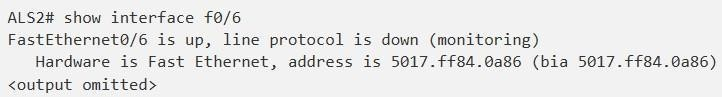 ALS2# show interface f0/6
FastEthernet0/6 is up, line protocol is down (monitoring)
Hardware is Fast Ethernet, address is 5017.ff84.0a86 (bia 5017.ff84.0a86)
<output omitted>